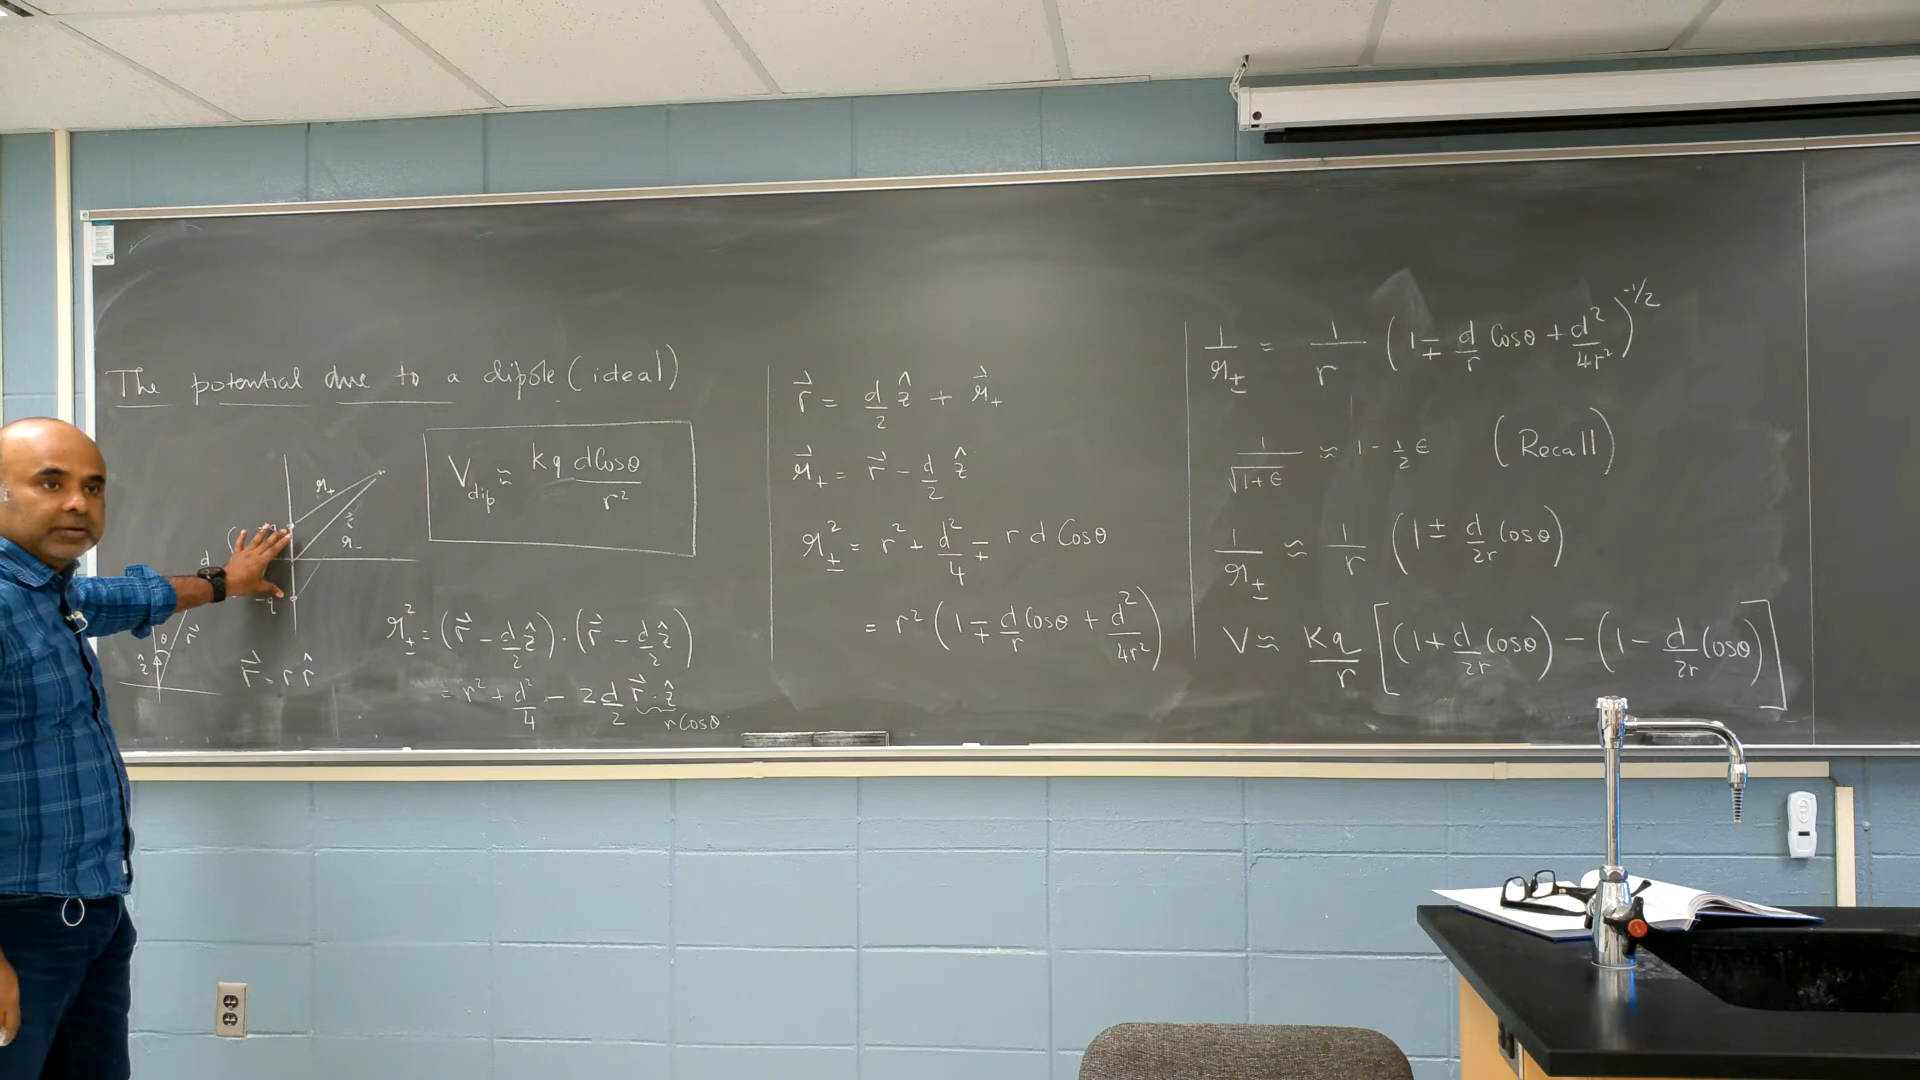 The potential due to a dipole (ideal)
V_dip ≈ kq dCosθ / r²
𝓇₊
r⃗
𝓇₋
d
-q
θ
r⃗
ẑ
r⃗ = r r̂
𝓇±² = (r⃗ - d/2 ẑ) · (r⃗ - d/2 ẑ)
= r² + d²/4 - 2 d/2 r⃗ · ẑ
rCosθ
r⃗ = d/2 ẑ + 𝓇⃗₊
𝓇⃗₊ = r⃗ - d/2 ẑ
𝓇±² = r² + d²/4 ∓ r d Cosθ
= r² (1 ∓ d/r Cosθ + d²/4r²)
1/𝓇± = 1/r (1 ∓ d/r Cosθ + d²/4r²)^-1/2
1/√1+ϵ ≈ 1 - 1/2 ϵ (Recall)
1/𝓇± ≈ 1/r (1 ± d/2r Cosθ)
V ≈ Kq/r [(1 + d/2r Cosθ) - (1 - d/2r Cosθ)]